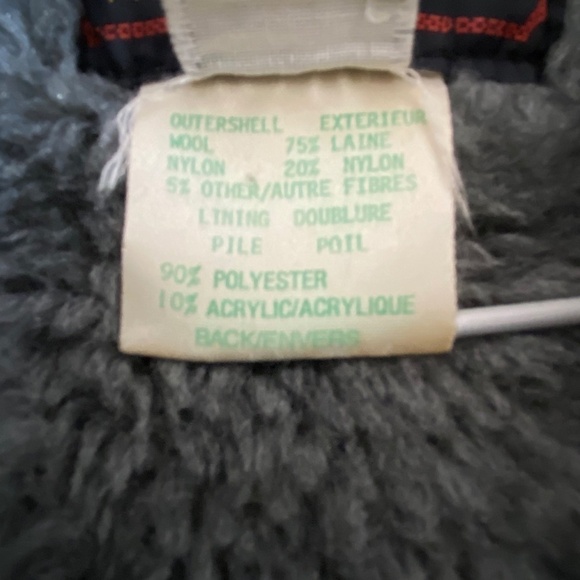 OUTERSHELL EXTERIEUR
WOOL 75% LAINE
NYLON 20% NYLON
5% OTHER/AUTRE FIBRES
LINING DOUBLURE
PILE POIL
90% POLYESTER
10% ACRYLIC/ACRYLIQUE
BACK/ENVERS